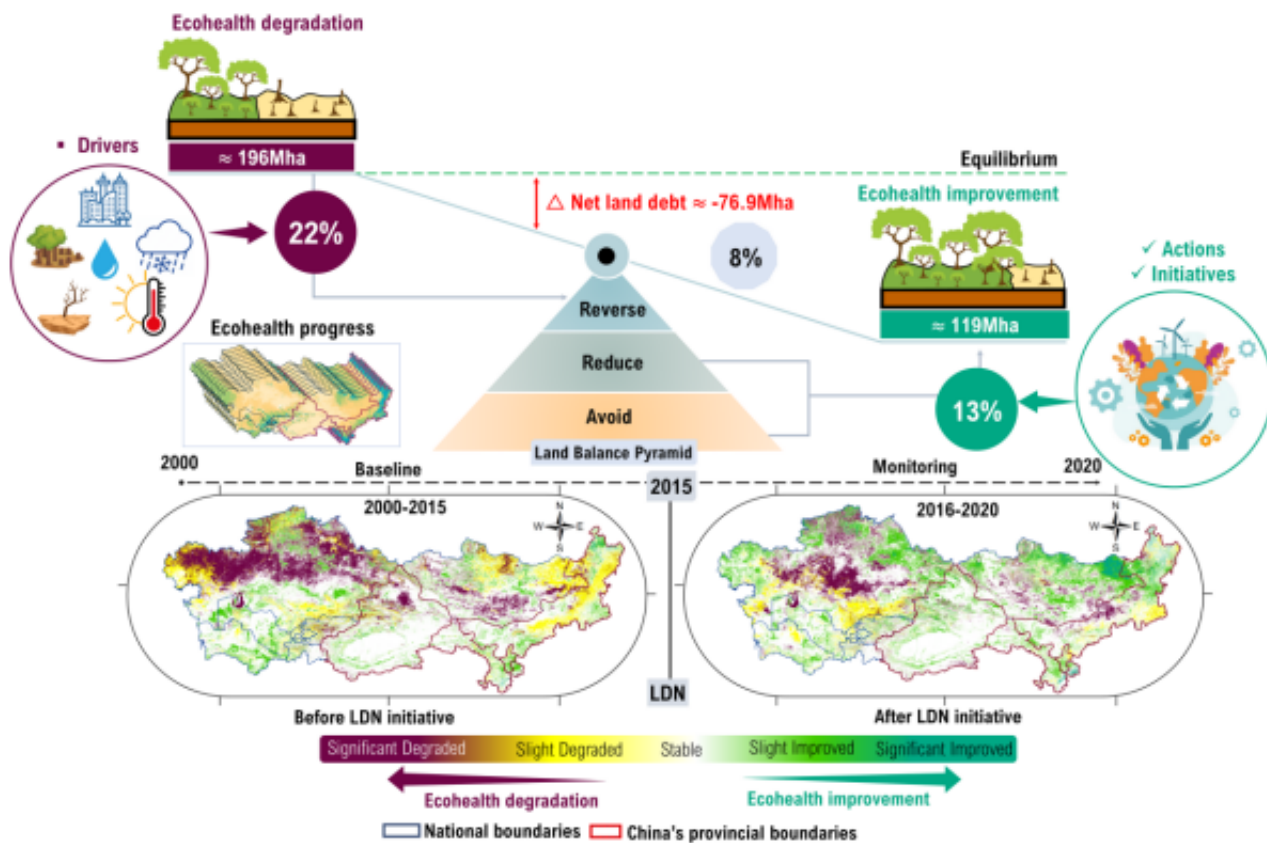 Ecohealth degradation
▪ Drivers
≈ 196Mha
Equilibrium
△ Net land debt ≈ -76.9Mha
Ecohealth improvement
22%
8%
✓ Actions
✓ Initiatives
Reverse
≈ 119Mha
Ecohealth progress
Reduce
13%
Avoid
Land Balance Pyramid
2000
Baseline
Monitoring
2020
2015
2000-2015
2016-2020
N
W
E
S
N
W
E
S
LDN
Before LDN initiative
After LDN initiative
Significant Degraded
Slight Degraded
Stable
Slight Improved
Significant Improved
Ecohealth degradation
Ecohealth improvement
National boundaries
China's provincial boundaries